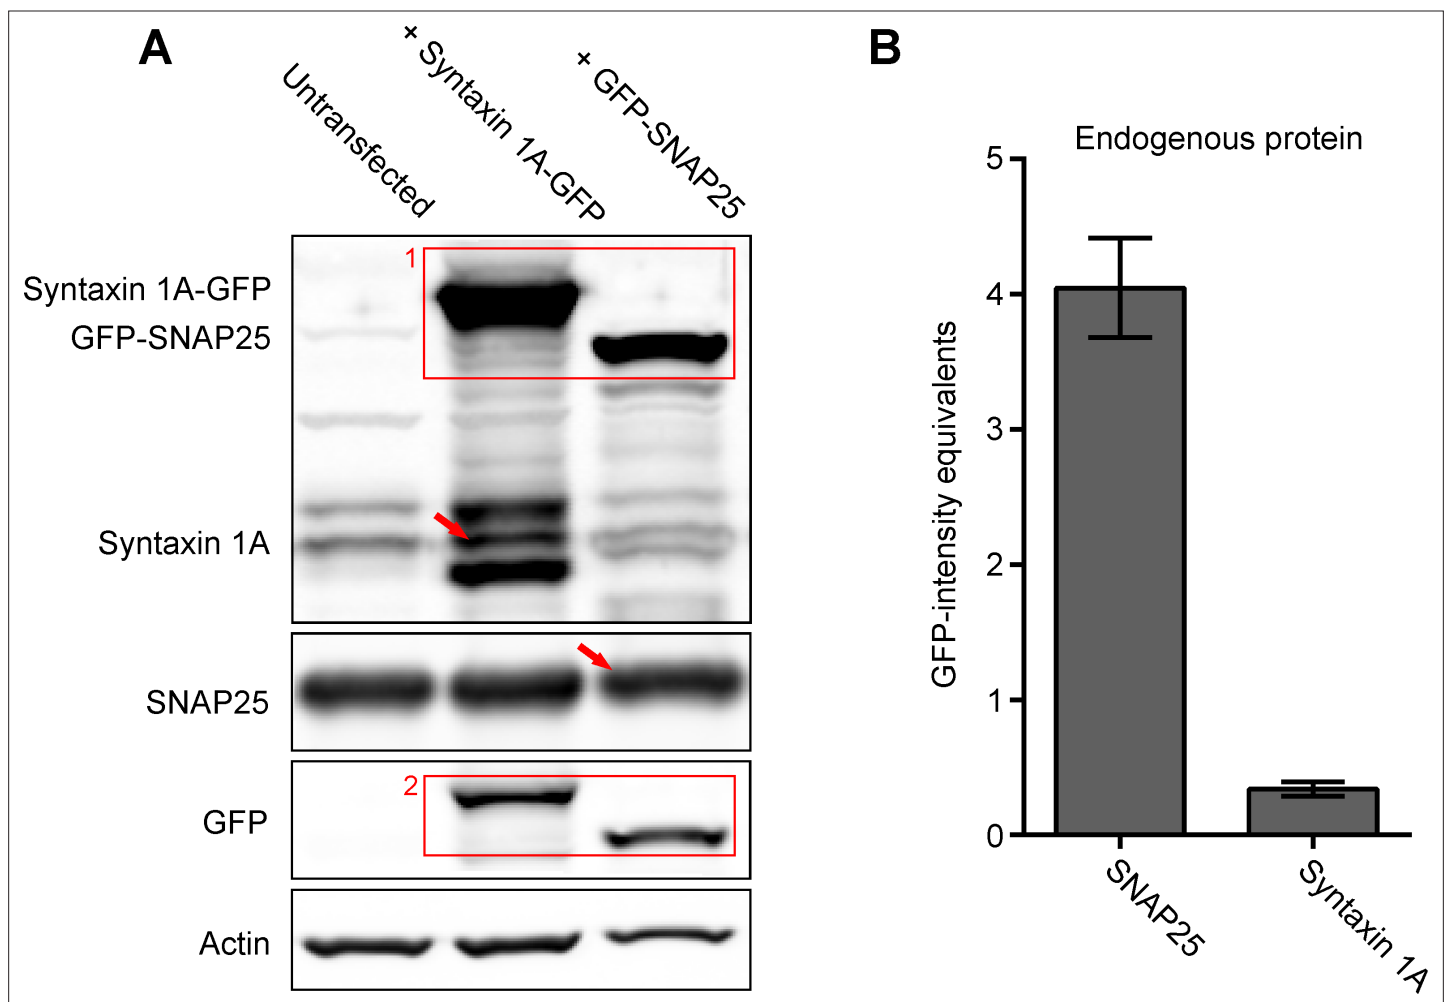 A
Untransfected
+ Syntaxin 1A-GFP
+ GFP-SNAP25
1
Syntaxin 1A-GFP
GFP-SNAP25
Syntaxin 1A
SNAP25
2
GFP
Actin
B
Endogenous protein
GFP-intensity equivalents
5
4
3
2
1
0
SNAP25
Syntaxin 1A